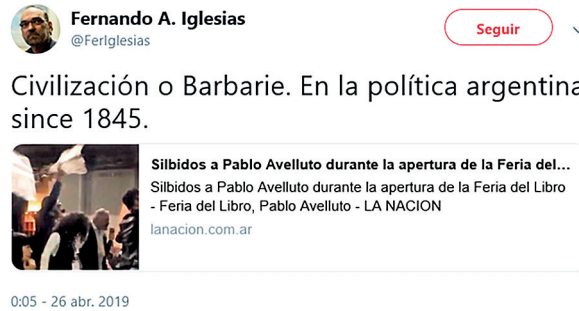 Fernando A. Iglesias
@FerIglesias
Seguir
Civilización o Barbarie. En la política argentina
since 1845.
Silbidos a Pablo Avelluto durante la apertura de la Feria del...
Silbidos a Pablo Avelluto durante la apertura de la Feria del Libro
- Feria del Libro, Pablo Avelluto - LA NACION
lanacion.com.ar
0:05 - 26 abr. 2019